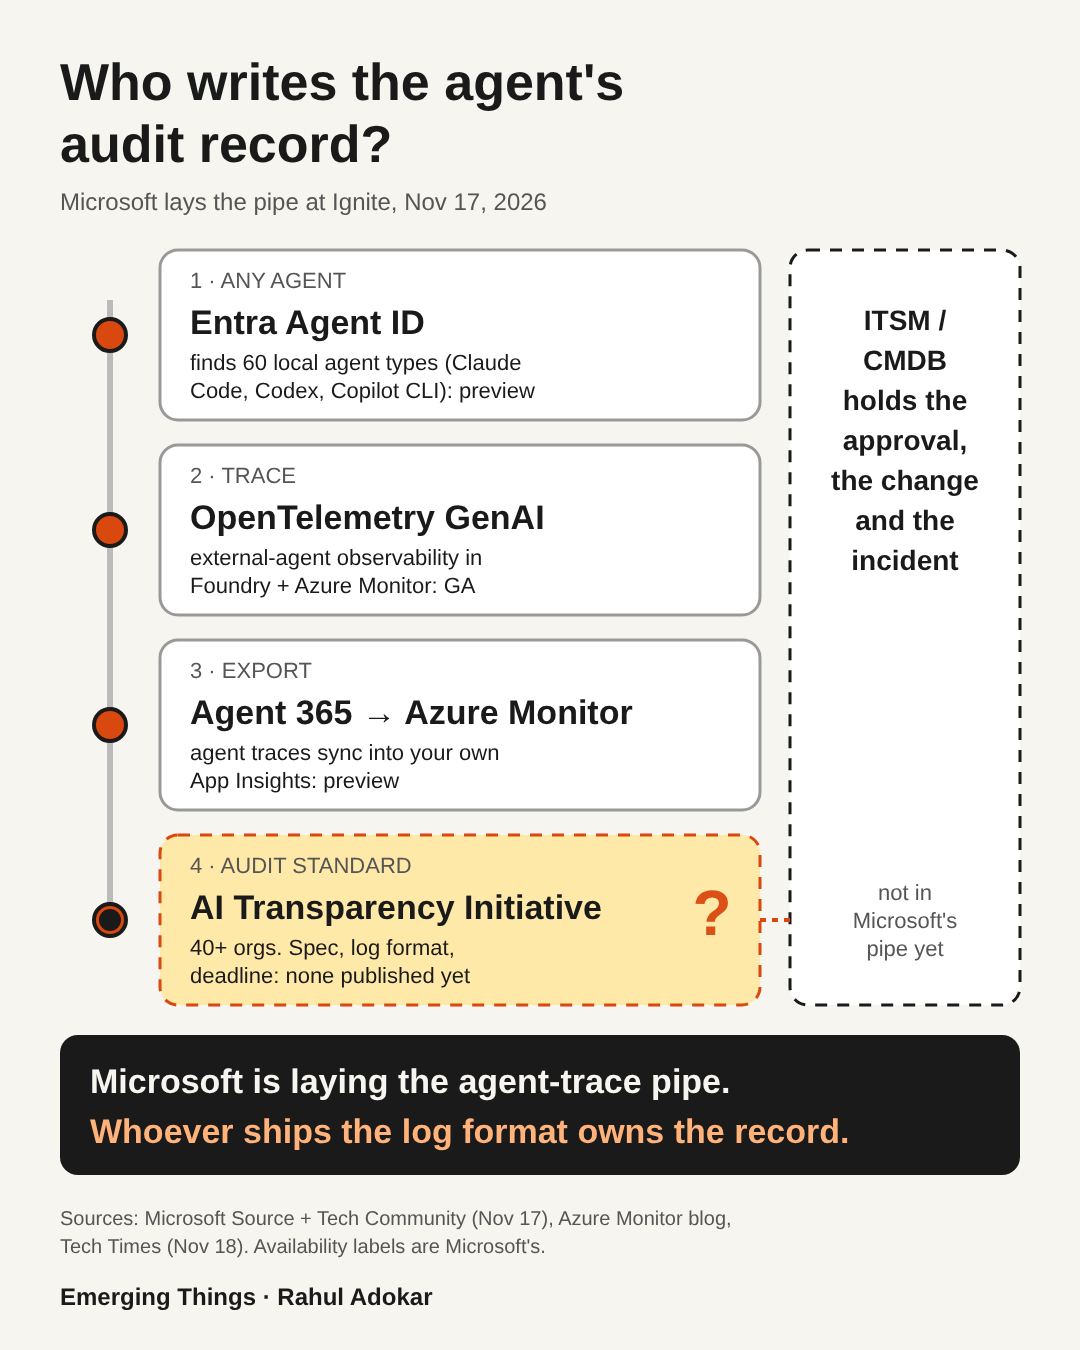 Who writes the agent's
audit record?
Microsoft lays the pipe at Ignite, Nov 17, 2026
1 · ANY AGENT
Entra Agent ID
finds 60 local agent types (Claude
Code, Codex, Copilot CLI): preview
2 · TRACE
OpenTelemetry GenAI
external-agent observability in
Foundry + Azure Monitor: GA
3 · EXPORT
Agent 365 → Azure Monitor
agent traces sync into your own
App Insights: preview
4 · AUDIT STANDARD
AI Transparency Initiative
?
40+ orgs. Spec, log format,
deadline: none published yet
ITSM /
CMDB
holds the
approval,
the change
and the
incident
not in
Microsoft's
pipe yet
Microsoft is laying the agent-trace pipe.
Whoever ships the log format owns the record.
Sources: Microsoft Source + Tech Community (Nov 17), Azure Monitor blog,
Tech Times (Nov 18). Availability labels are Microsoft's.
Emerging Things · Rahul Adokar